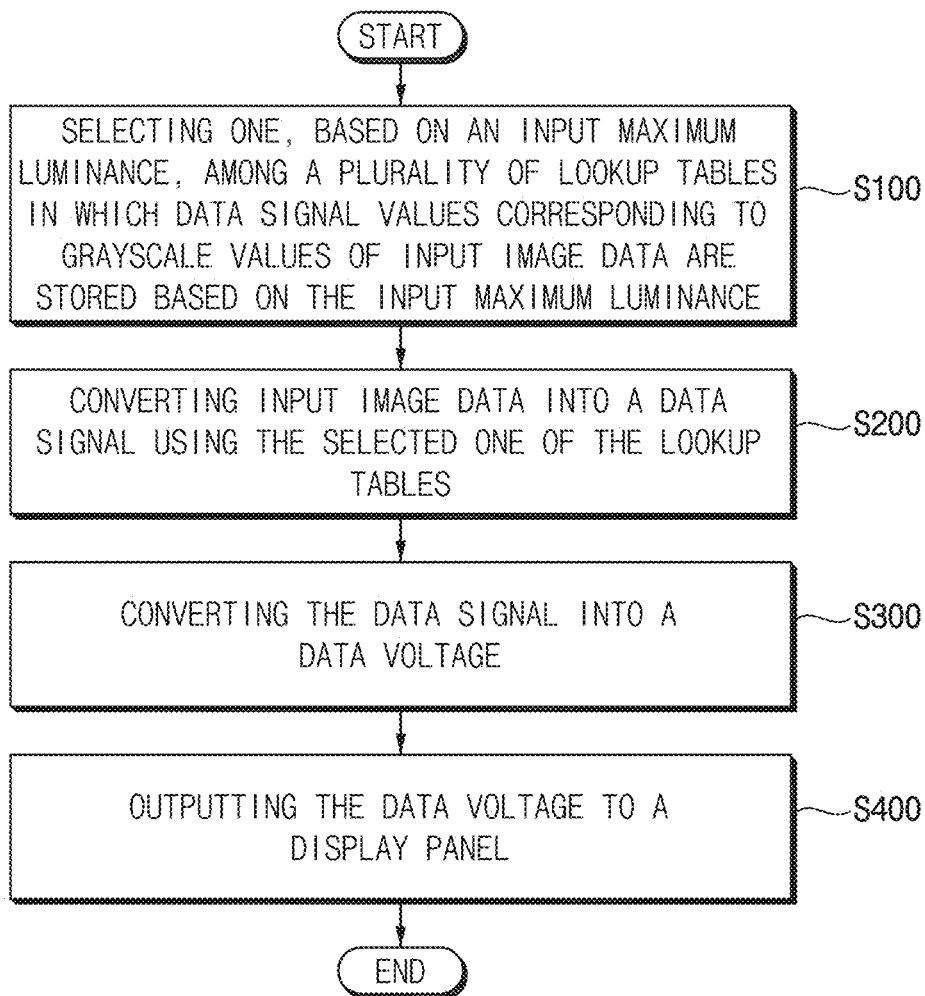 START
SELECTING ONE, BASED ON AN INPUT MAXIMUM
LUMINANCE, AMONG A PLURALITY OF LOOKUP TABLES
IN WHICH DATA SIGNAL VALUES CORRESPONDING TO
GRAYSCALE VALUES OF INPUT IMAGE DATA ARE
STORED BASED ON THE INPUT MAXIMUM LUMINANCE
S100
CONVERTING INPUT IMAGE DATA INTO A DATA
SIGNAL USING THE SELECTED ONE OF THE LOOKUP
TABLES
S200
CONVERTING THE DATA SIGNAL INTO A
DATA VOLTAGE
S300
OUTPUTTING THE DATA VOLTAGE TO A
DISPLAY PANEL
S400
END